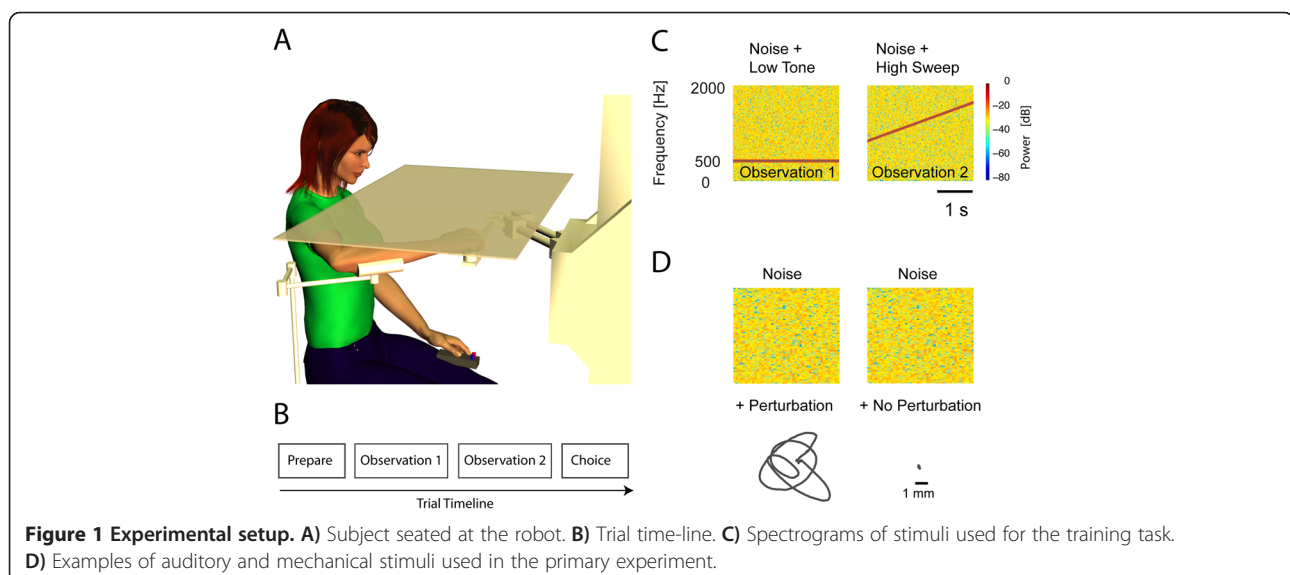 A
B
Prepare
Observation 1
Observation 2
Choice
Trial Timeline
C
Noise +
Low Tone
Noise +
High Sweep
Frequency [Hz]
2000
500
0
Observation 1
Observation 2
0
−20
−40
−60
−80
Power [dB]
1 s
D
Noise
Noise
+ Perturbation
+ No Perturbation
1 mm
Figure 1 Experimental setup. A) Subject seated at the robot. B) Trial time-line. C) Spectrograms of stimuli used for the training task.
D) Examples of auditory and mechanical stimuli used in the primary experiment.